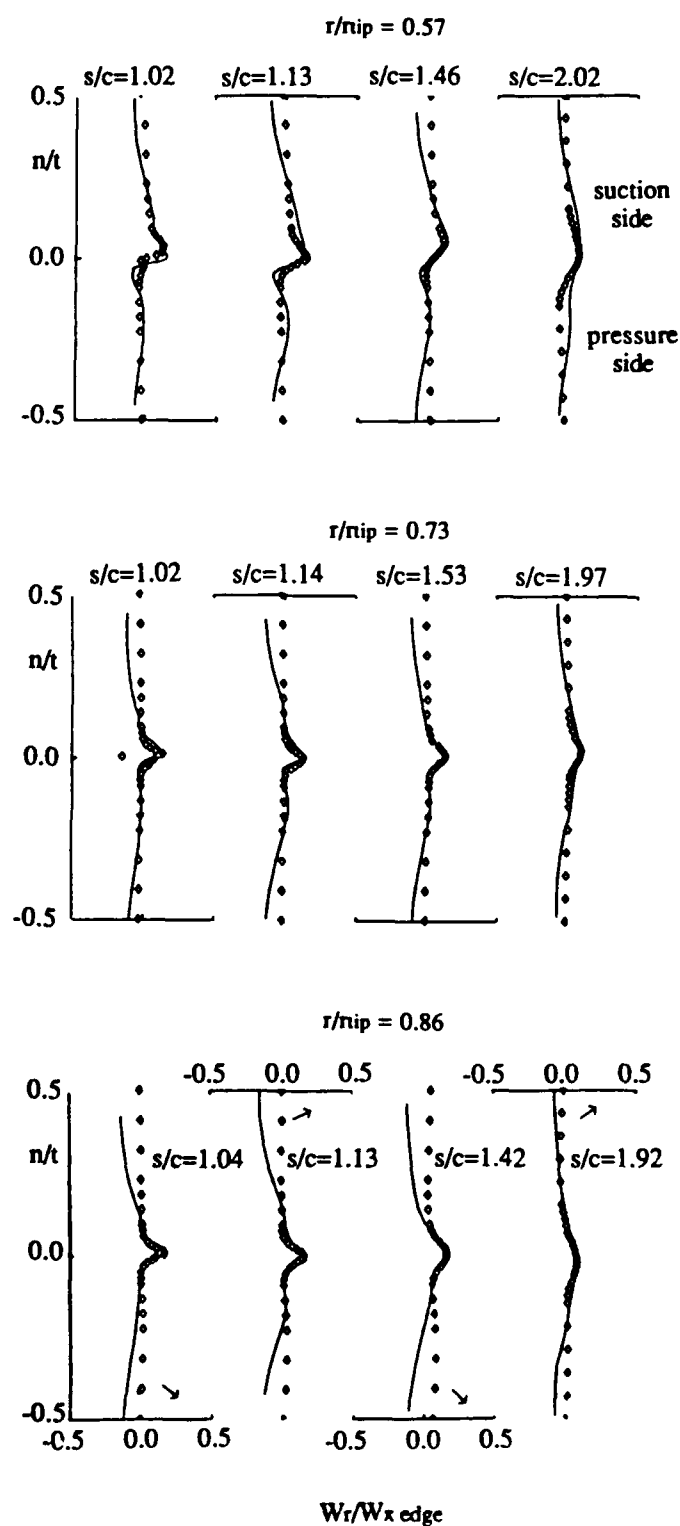 r/rtip = 0.57
s/c=1.02 s/c=1.13 s/c=1.46 s/c=2.02
0.5
n/t
suction
side
0.0
pressure
side
-0.5
r/rtip = 0.73
s/c=1.02 s/c=1.14 s/c=1.53 s/c=1.97
0.5
n/t
0.0
-0.5
r/rtip = 0.86
-0.5 0.0 0.5 -0.5 0.0 0.5
0.5
n/t
s/c=1.04 s/c=1.13 s/c=1.42 s/c=1.92
0.0
-0.5
-0.5 0.0 0.5 -0.5 0.0 0.5
Wr/Wx edge